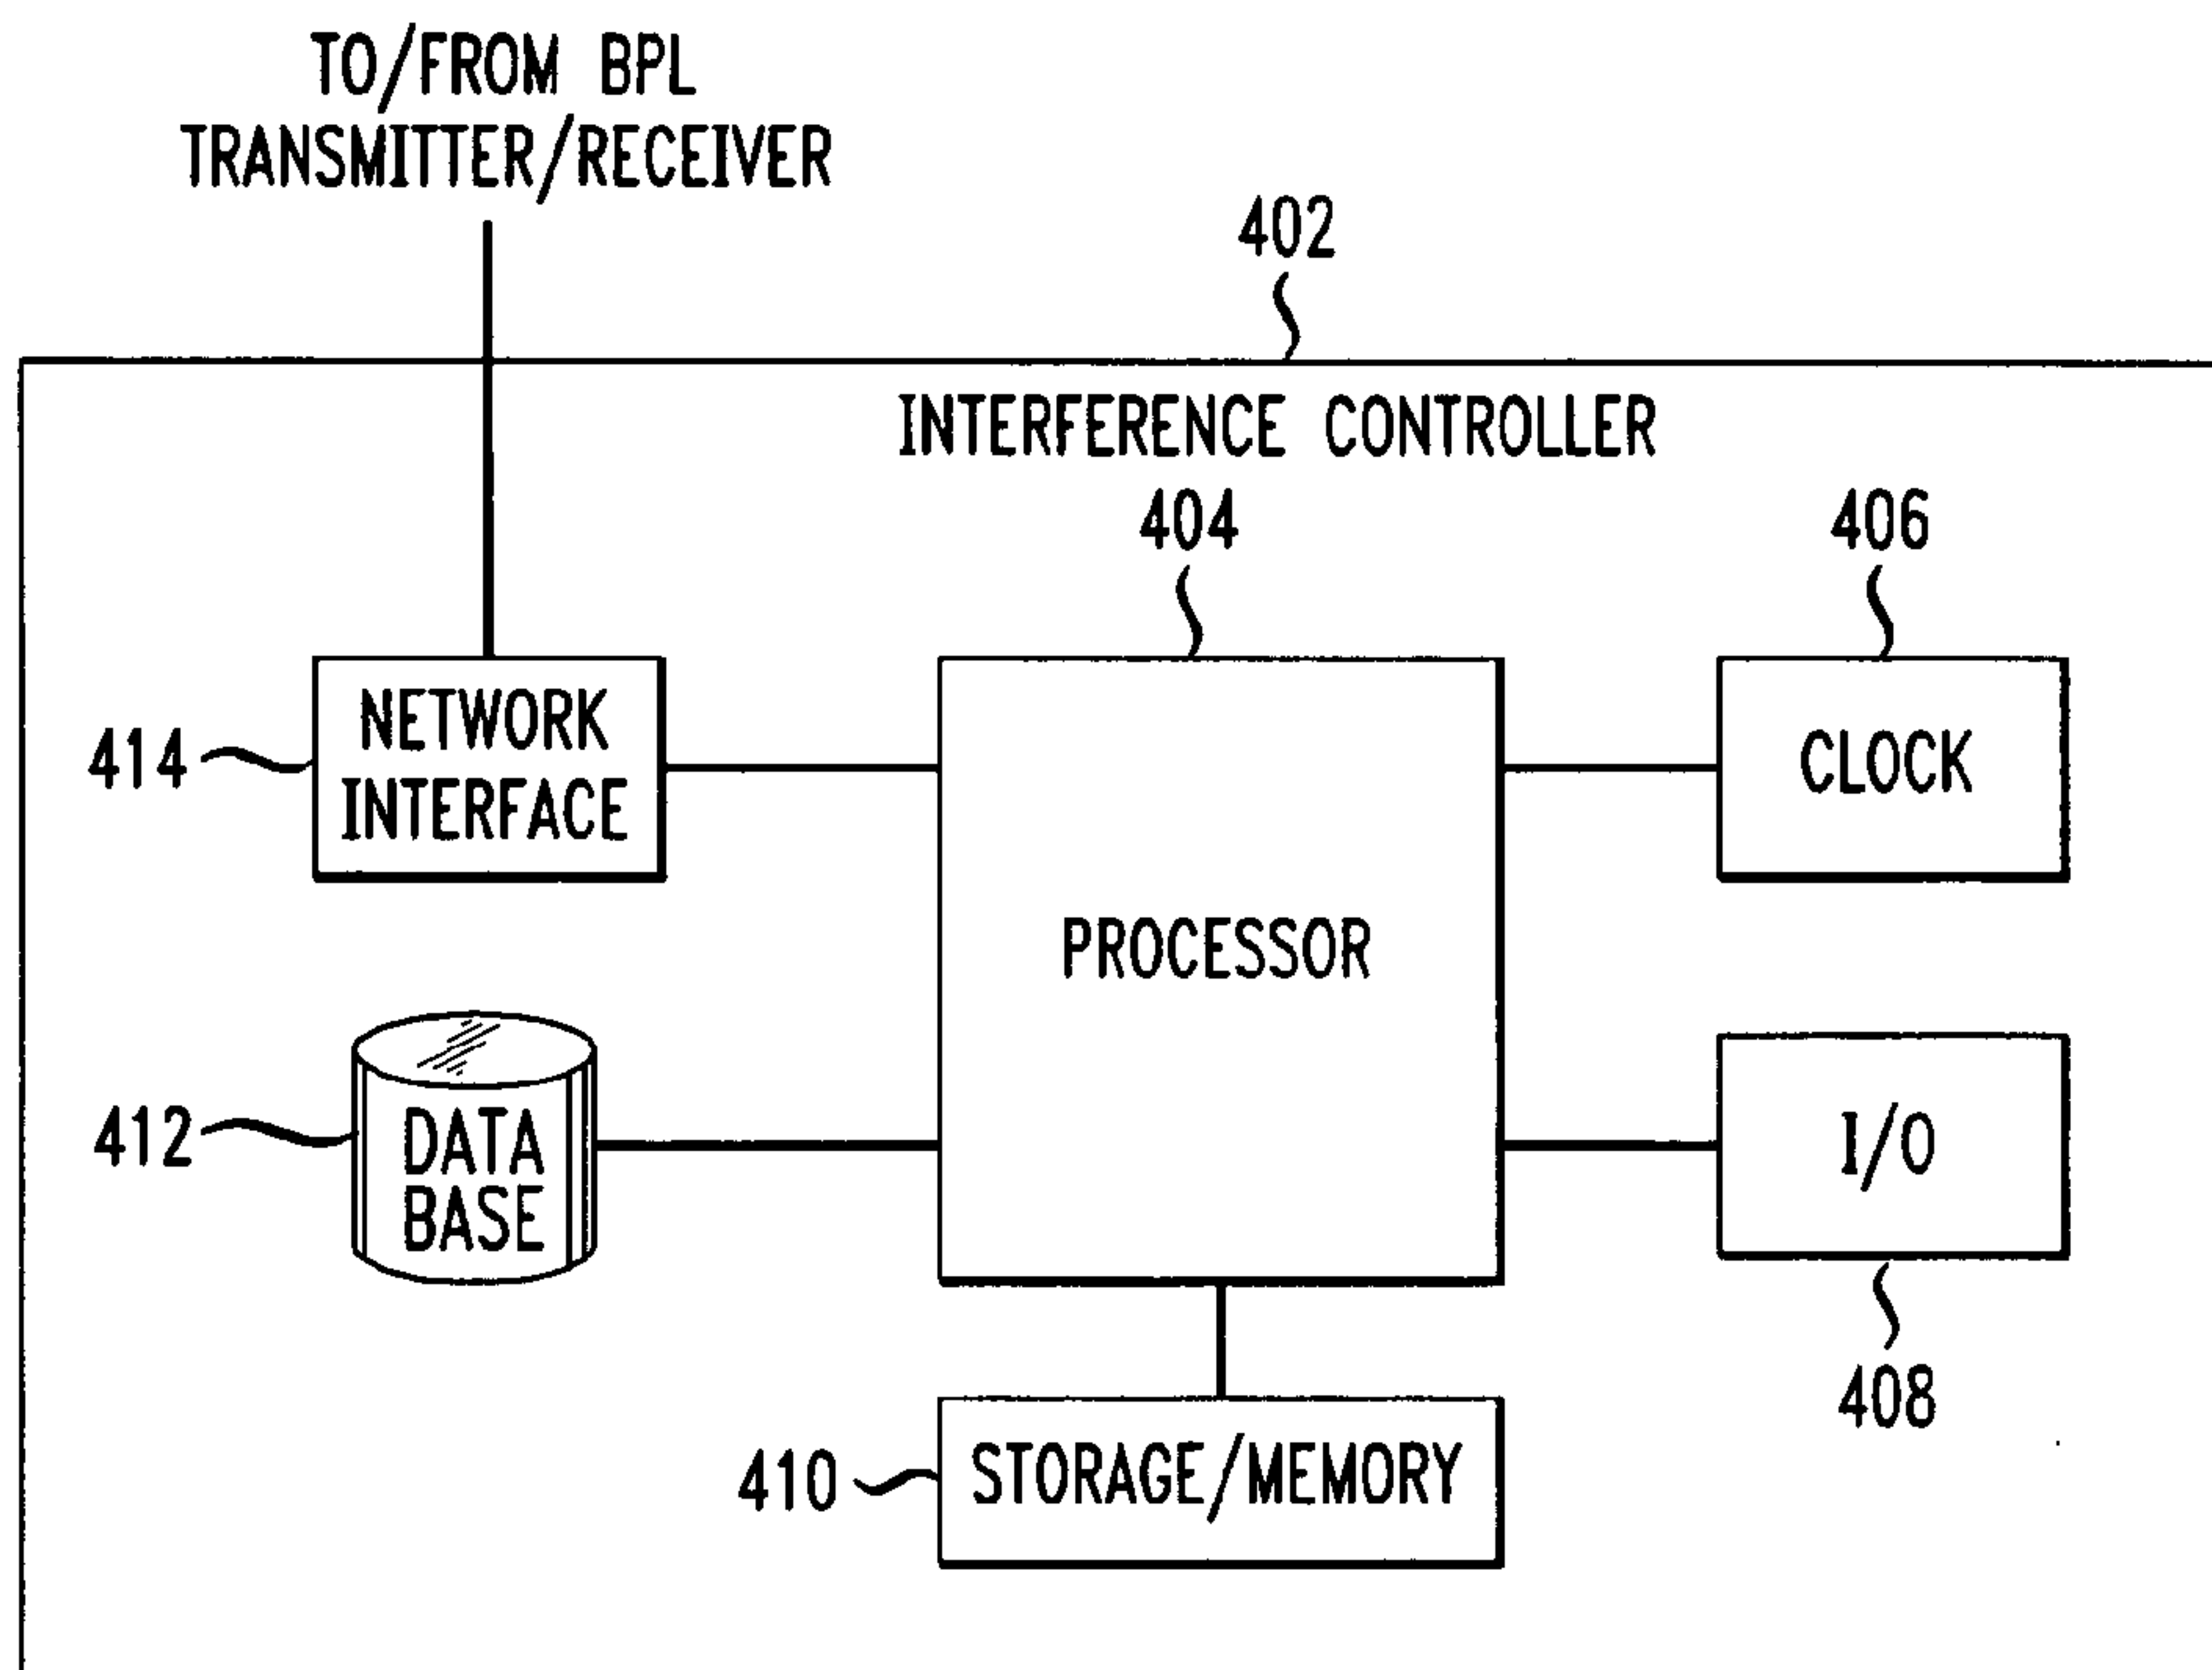 TO/FROM BPL
TRANSMITTER/RECEIVER
402
INTERFERENCE CONTROLLER
404
406
414
NETWORK
INTERFACE
CLOCK
PROCESSOR
412
DATA
BASE
I/O
408
410
STORAGE/MEMORY